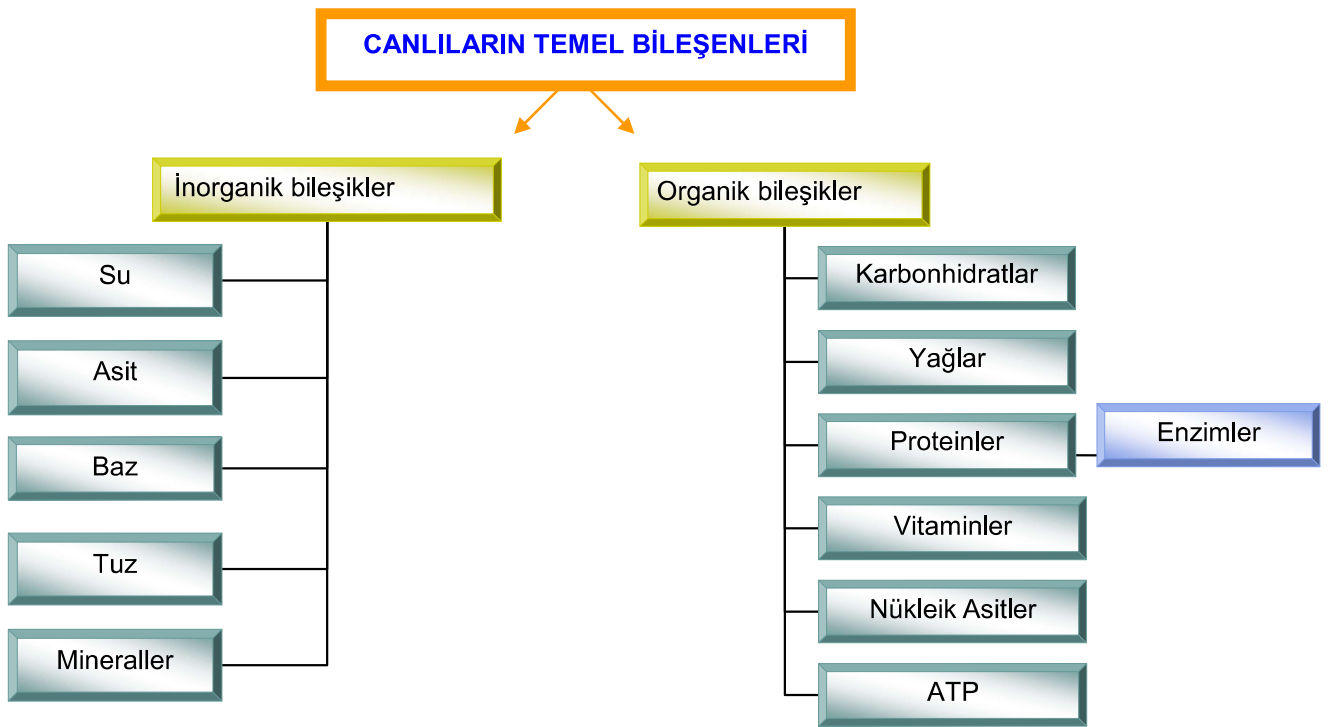 CANLILARIN TEMEL BİLEŞENLERİ
İnorganik bileşikler
Su
Asit
Baz
Tuz
Mineraller
Organik bileşikler
Karbonhidratlar
Yağlar
Proteinler
Enzimler
Vitaminler
Nükleik Asitler
ATP